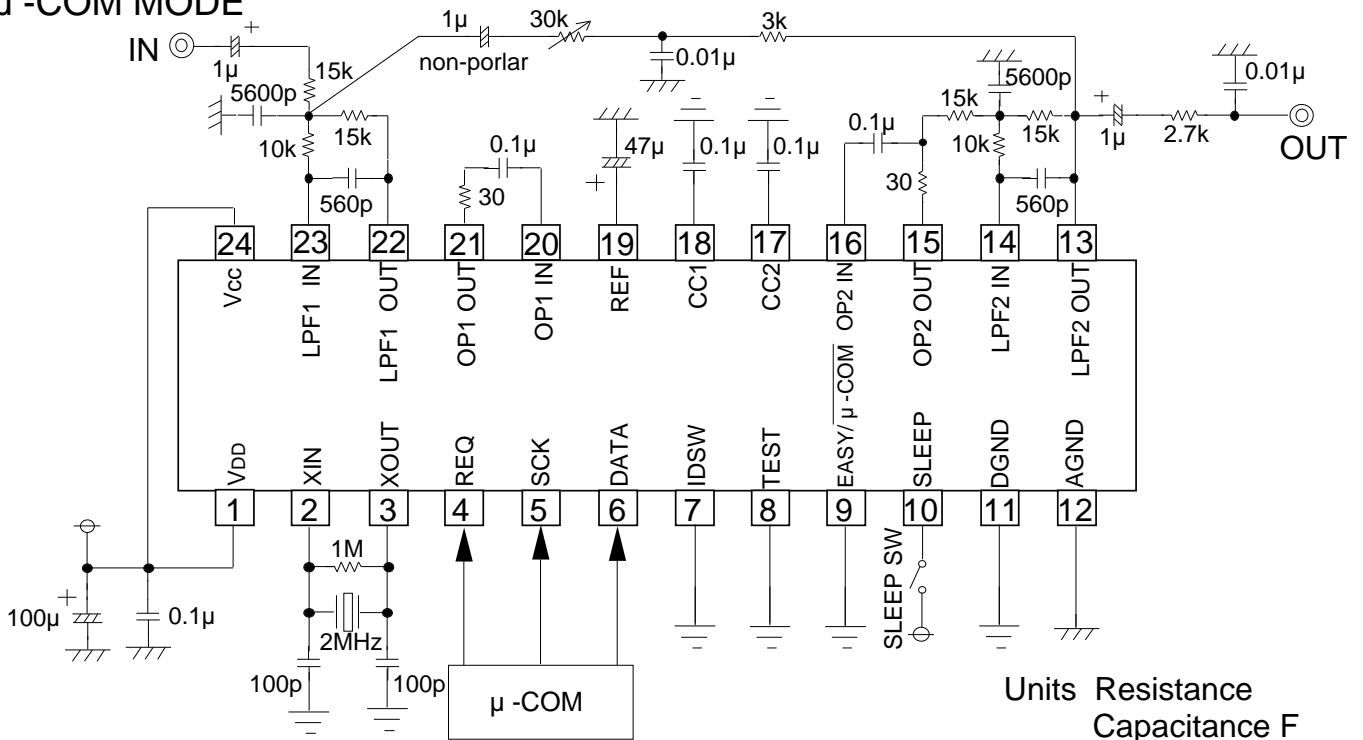 µ -COM MODE
IN
1µ
15k
5600p
15k
10k
560p
1µ
non-porlar
30k
0.01µ
3k
0.1µ
30
47µ
0.1µ
0.1µ
0.1µ
15k
30
5600p
10k
15k
560p
1µ
2.7k
0.01µ
OUT
24 23 22 21 20 19 18 17 16 15 14 13
Vcc
LPF1 IN
LPF1 OUT
OP1 OUT
OP1 IN
REF
CC1
CC2
OP2 IN
OP2 OUT
LPF2 IN
LPF2 OUT
VDD
XIN
XOUT
REQ
SCK
DATA
IDSW
TEST
EASY/ µ -COM
SLEEP
DGND
AGND
1 2 3 4 5 6 7 8 9 10 11 12
100µ
0.1µ
1M
2MHz
100p
100p
µ -COM
SLEEP SW
Units Resistance
Capacitance F